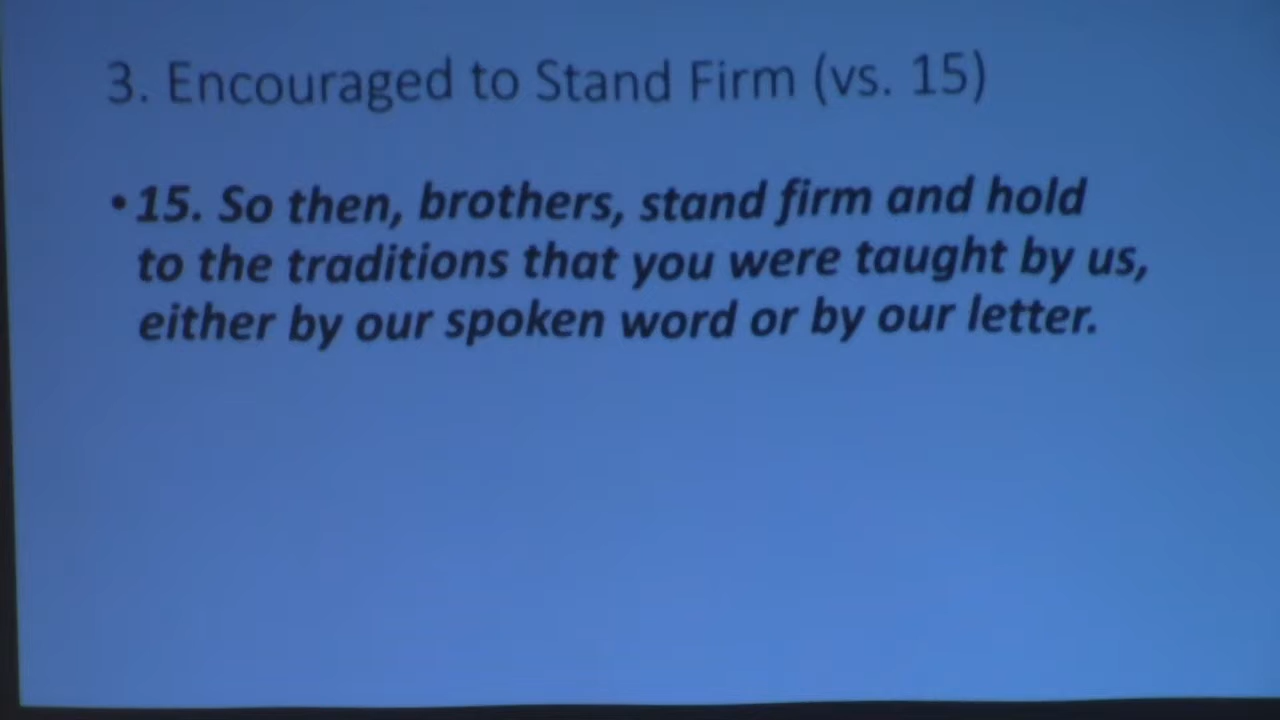 3. Encouraged to Stand Firm (vs. 15)
• 15. So then, brothers, stand firm and hold
to the traditions that you were taught by us,
either by our spoken word or by our letter.